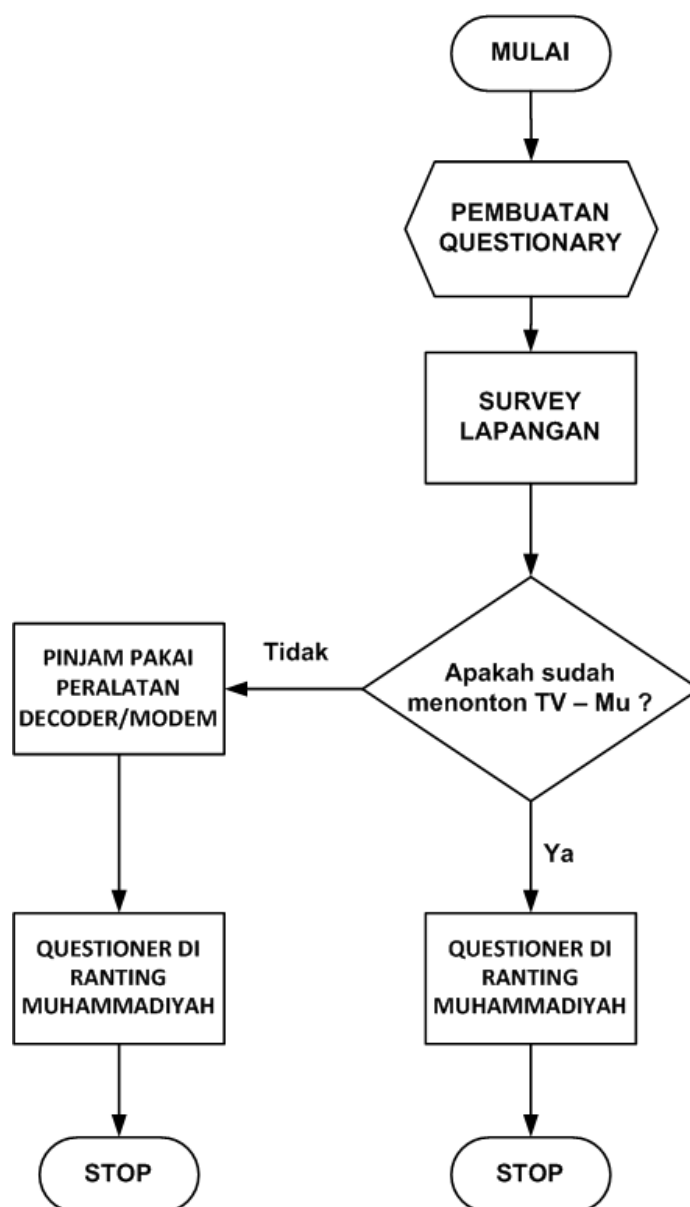 MULAI
PEMBUATAN
QUESTIONARY
SURVEY
LAPANGAN
Apakah sudah
menonton TV – Mu ?
Tidak
PINJAM PAKAI
PERALATAN
DECODER/MODEM
Ya
QUESTIONER DI
RANTING
MUHAMMADIYAH
QUESTIONER DI
RANTING
MUHAMMADIYAH
STOP
STOP